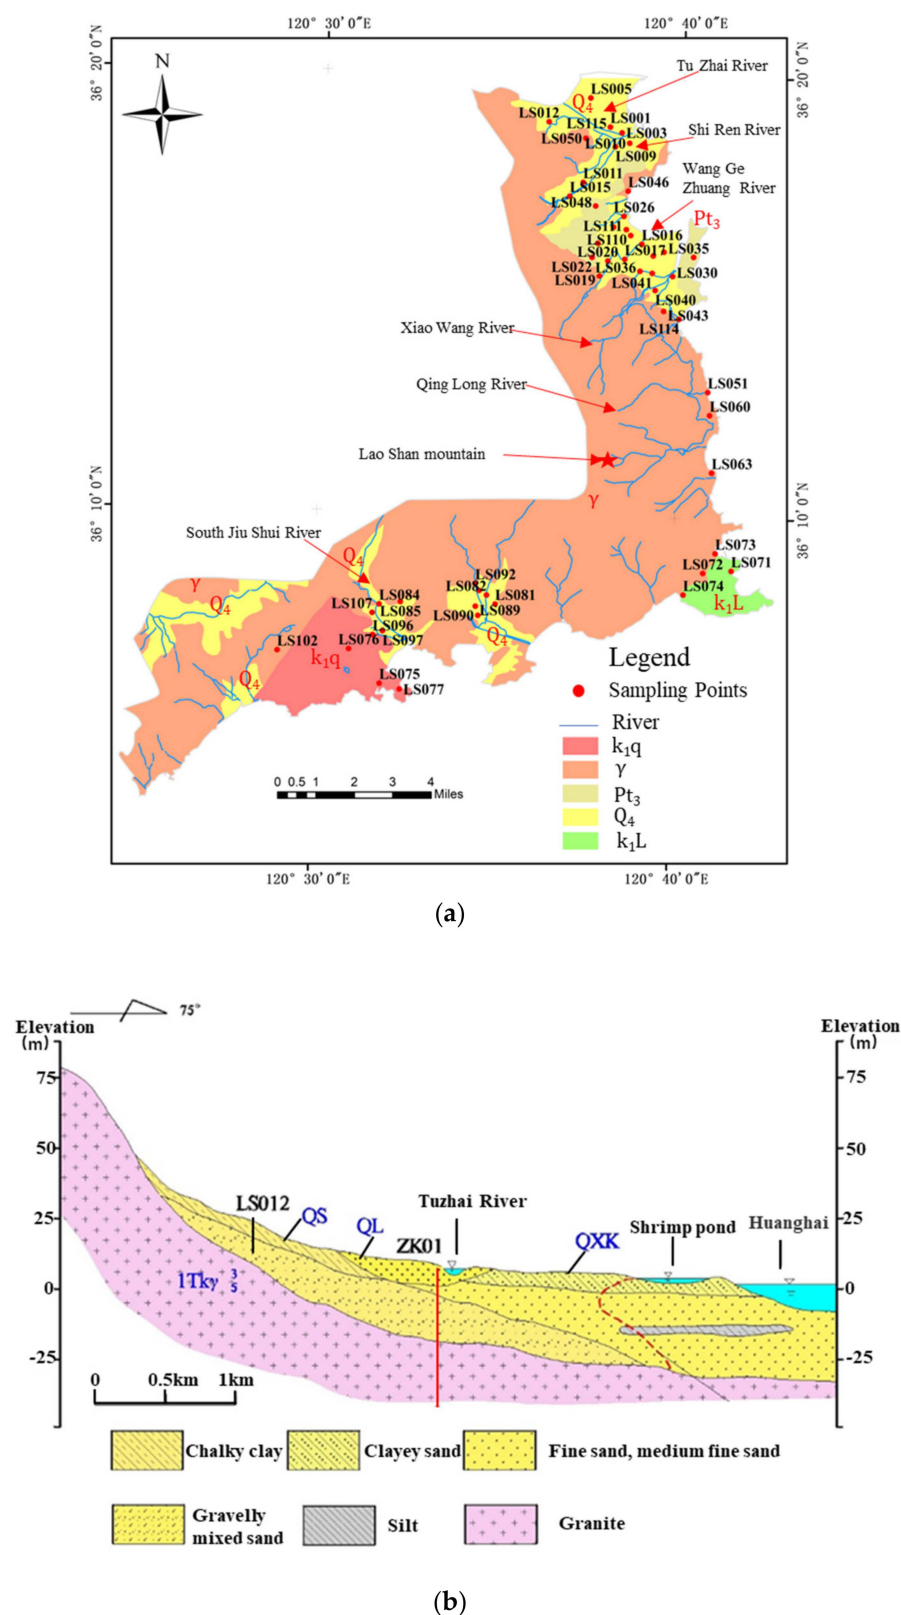 (a)
120° 30′ 0″E
120° 40′ 0″E
36° 20′ 0″N
36° 20′ 0″N
N
Tu Zhai River
LS005
Q4
LS012
LS115
LS001
LS003
Shi Ren River
LS050
LS010
LS009
Wang Ge
Zhuang River
LS011
LS015
LS046
LS048
LS026
Pt3
LS111
LS016
LS110
LS020
LS017
LS035
LS022
LS036
LS030
LS019
LS041
LS040
LS043
Xiao Wang River
LS114
Qing Long River
LS051
LS060
Lao Shan mountain
LS063
γ
36° 10′ 0″N
36° 10′ 0″N
South Jiu Shui River
LS073
Q4
LS072
LS071
LS092
LS082
LS074
γ
LS084
LS081
k1L
Q4
LS107
LS085
LS090
LS089
LS096
Q4
LS102
LS076
LS097
k1q
Q4
LS075
LS077
Legend
Sampling Points
River
k1q
γ
Pt3
Q4
k1L
0 0.5 1 2 3 4
Miles
120° 30′ 0″E
120° 40′ 0″E
(a)
75°
Elevation
(m)
Elevation
(m)
75
75
50
50
LS012
QS
QL
Tuzhai River
ZK01
QXK
Shrimp pond
Huanghai
25
25
1Tkγ 3 5
0
0
-25
-25
0 0.5km 1km
Chalky clay
Clayey sand
Fine sand, medium fine sand
Gravelly
mixed sand
Silt
Granite
(b)